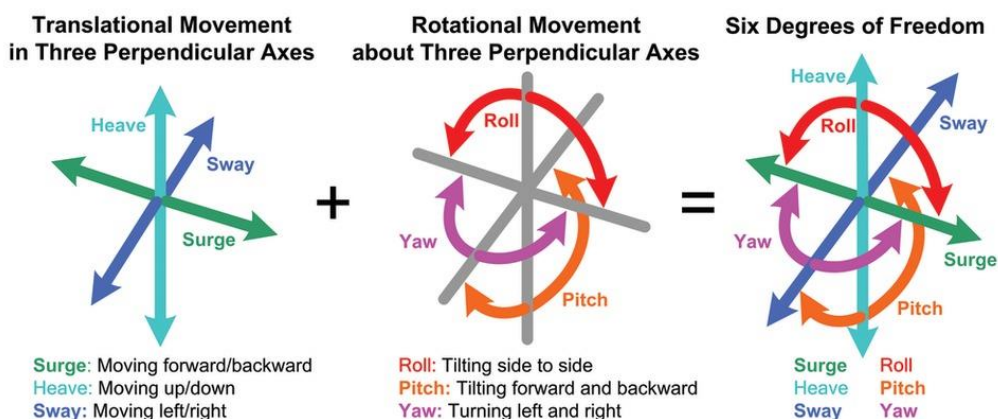 Translational Movement
in Three Perpendicular Axes
Heave
Sway
Surge
Surge: Moving forward/backward
Heave: Moving up/down
Sway: Moving left/right
+
Rotational Movement
about Three Perpendicular Axes
Roll
Yaw
Pitch
Roll: Tilting side to side
Pitch: Tilting forward and backward
Yaw: Turning left and right
=
Six Degrees of Freedom
Heave
Sway
Roll
Yaw
Surge
Pitch
Surge Roll
Heave Pitch
Sway Yaw